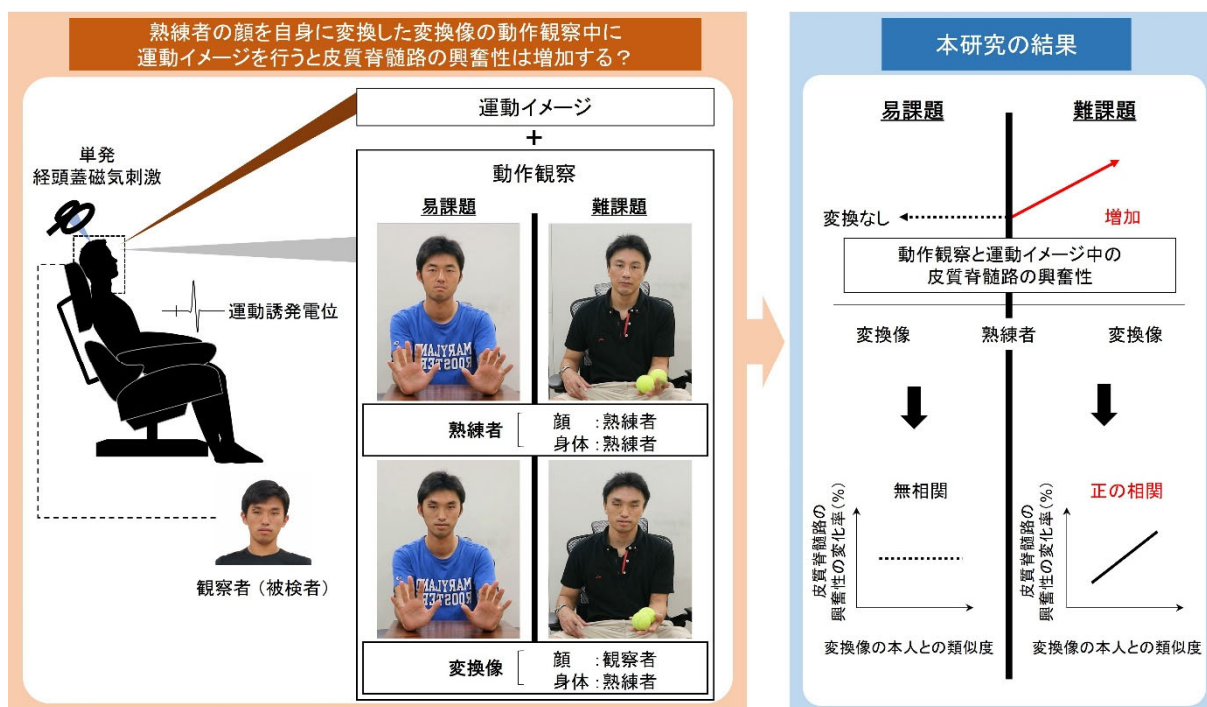 熟練者の顔を自身に変換した変換像の動作観察中に
運動イメージを行うと皮質脊髄路の興奮性は増加する？
単発
経頭蓋磁気刺激
運動誘発電位
観察者（被検者）
運動イメージ
+
動作観察
易課題
難課題
MARYLAND
ROOSTER
熟練者
顔 ：熟練者
身体：熟練者
MARYLAND
ROOSTER
変換像
顔 ：観察者
身体：熟練者
本研究の結果
易課題
難課題
変換なし
増加
動作観察と運動イメージ中の
皮質脊髄路の興奮性
変換像
熟練者
変換像
無相関
正の相関
皮質脊髄路の
興奮性の変化率(%)
変換像の本人との類似度
皮質脊髄路の
興奮性の変化率(%)
変換像の本人との類似度